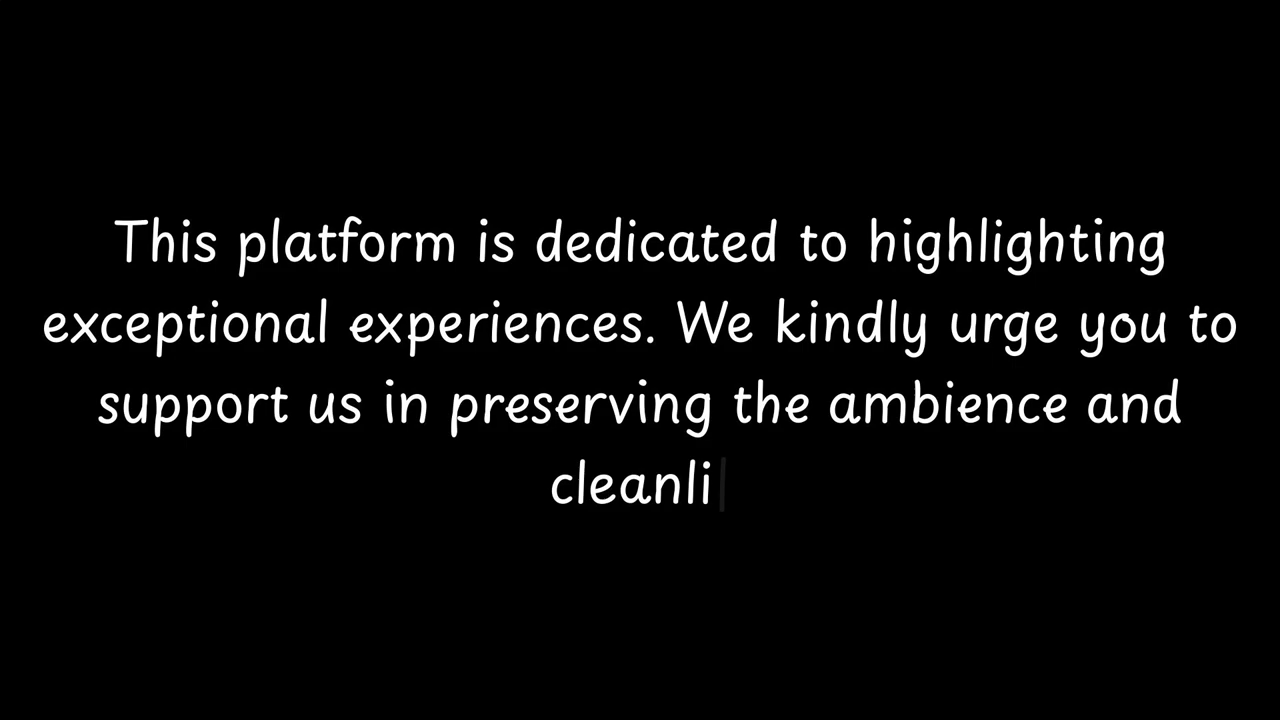 This platform is dedicated to highlighting
exceptional experiences. We kindly urge you to
support us in preserving the ambience and
cleanli